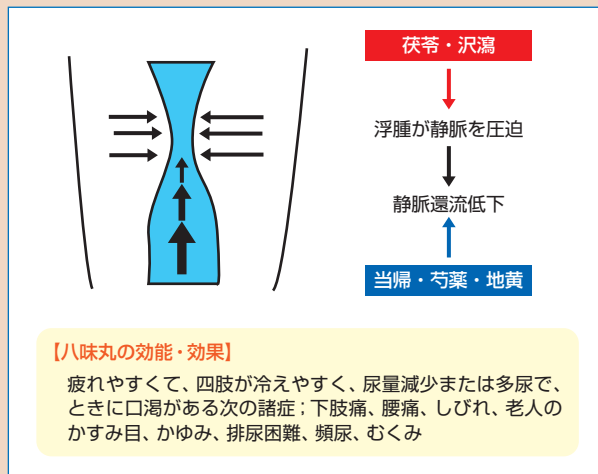 茯苓・沢瀉
浮腫が静脈を圧迫
静脈還流低下
当帰・芍薬・地黄
【八味丸の効能・効果】
疲れやすくて、四肢が冷えやすく、尿量減少または多尿で、
ときに口渇がある次の諸症；下肢痛、腰痛、しびれ、老人の
かすみ目、かゆみ、排尿困難、頻尿、むくみ